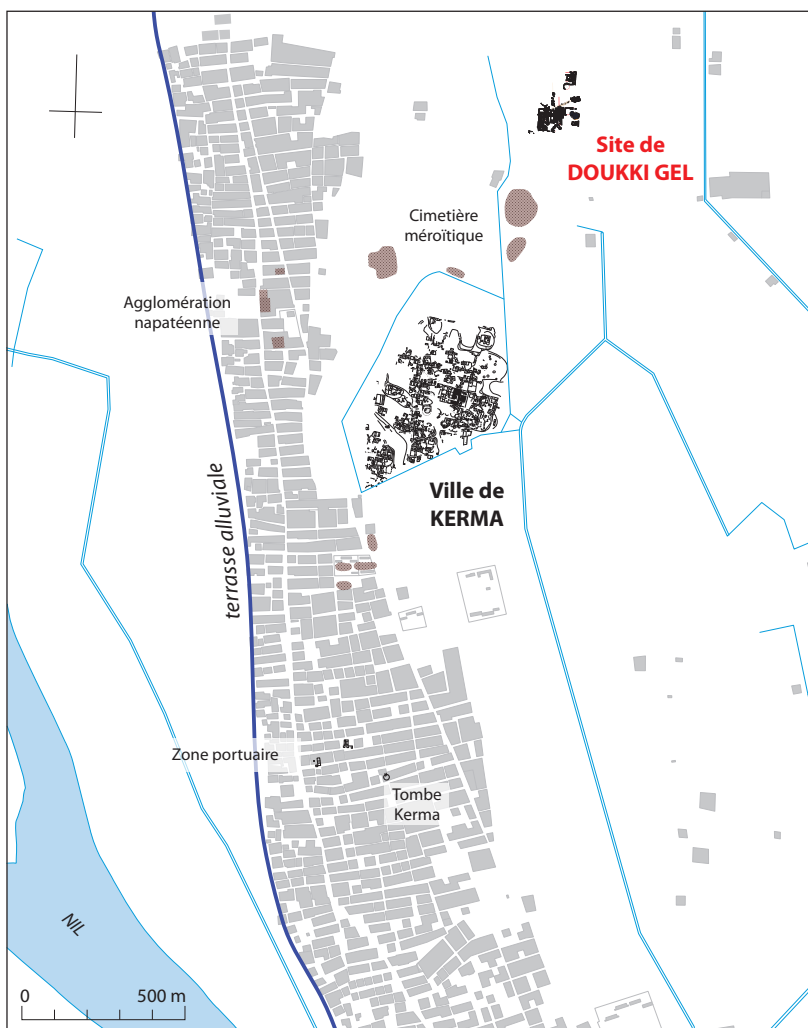 Site de
DOUKKI GEL
Cimetière
méroïtique
Agglomération
napatéenne
Ville de
KERMA
terrasse alluviale
Zone portuaire
Tombe
Kerma
NIL
0 500 m